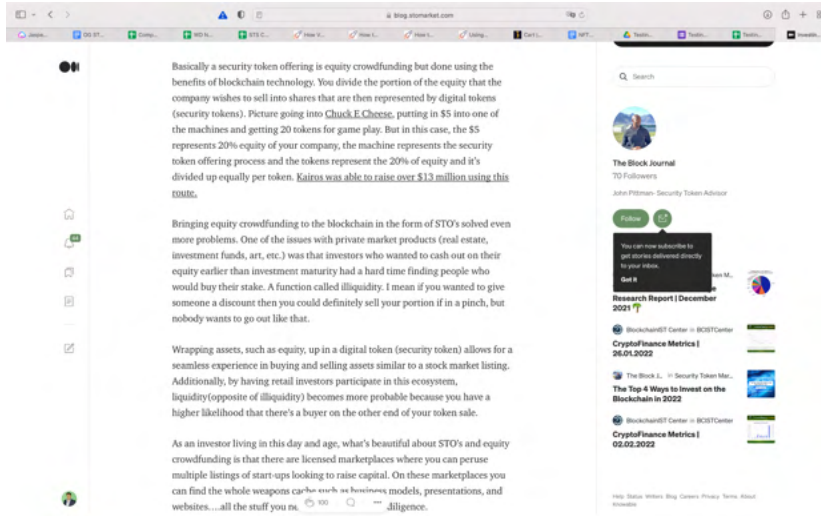 blog.stomarket.com
Basically a security token offering is equity crowdfunding but done using the
benefits of blockchain technology. You divide the portion of the equity that the
company wishes to sell into shares that are then represented by digital tokens
(security tokens). Picture going into Chuck E Cheese, putting in $5 into one of
the machines and getting 20 tokens for game play. But in this case, the $5
represents 20% equity of your company, the machine represents the security
token offering process and the tokens represent the 20% of equity and it's
divided up equally per token. Kairos was able to raise over $13 million using this
route.
Bringing equity crowdfunding to the blockchain in the form of STO's solved even
more problems. One of the issues with private market products (real estate,
investment funds, art, etc.) was that investors who wanted to cash out on their
equity earlier than investment maturity had a hard time finding people who
would buy their stake. A function called illiquidity. I mean if you wanted to give
someone a discount then you could definitely sell your portion if in a pinch, but
nobody wants to go out like that.
Wrapping assets, such as equity, up in a digital token (security token) allows for a
seamless experience in buying and selling assets similar to a stock market listing.
Additionally, by having retail investors participate in this ecosystem,
liquidity(opposite of illiquidity) becomes more probable because you have a
higher likelihood that there's a buyer on the other end of your token sale.
As an investor living in this day and age, what's beautiful about STO's and equity
crowdfunding is that there are licensed marketplaces where you can peruse
multiple listings of start-ups looking to raise capital. On these marketplaces you
can find the whole weapons cache such as business models, presentations, and
websites....all the stuff you diligence.
100
Search
The Block Journal
70 Followers
John Pittman- Security Token Advisor
Follow
You can now subscribe to
get stories delivered directly
to your inbox.
Got it
Research Report | December
2021
BlockchainIST Center in BCISTCenter
CryptoFinance Metrics |
26.01.2022
The Block J... in Security Token Mar...
The Top 4 Ways to Invest on the
Blockchain in 2022
BlockchainIST Center in BCISTCenter
CryptoFinance Metrics |
02.02.2022
Help Status Writers Blog Careers Privacy Terms About
Knowable